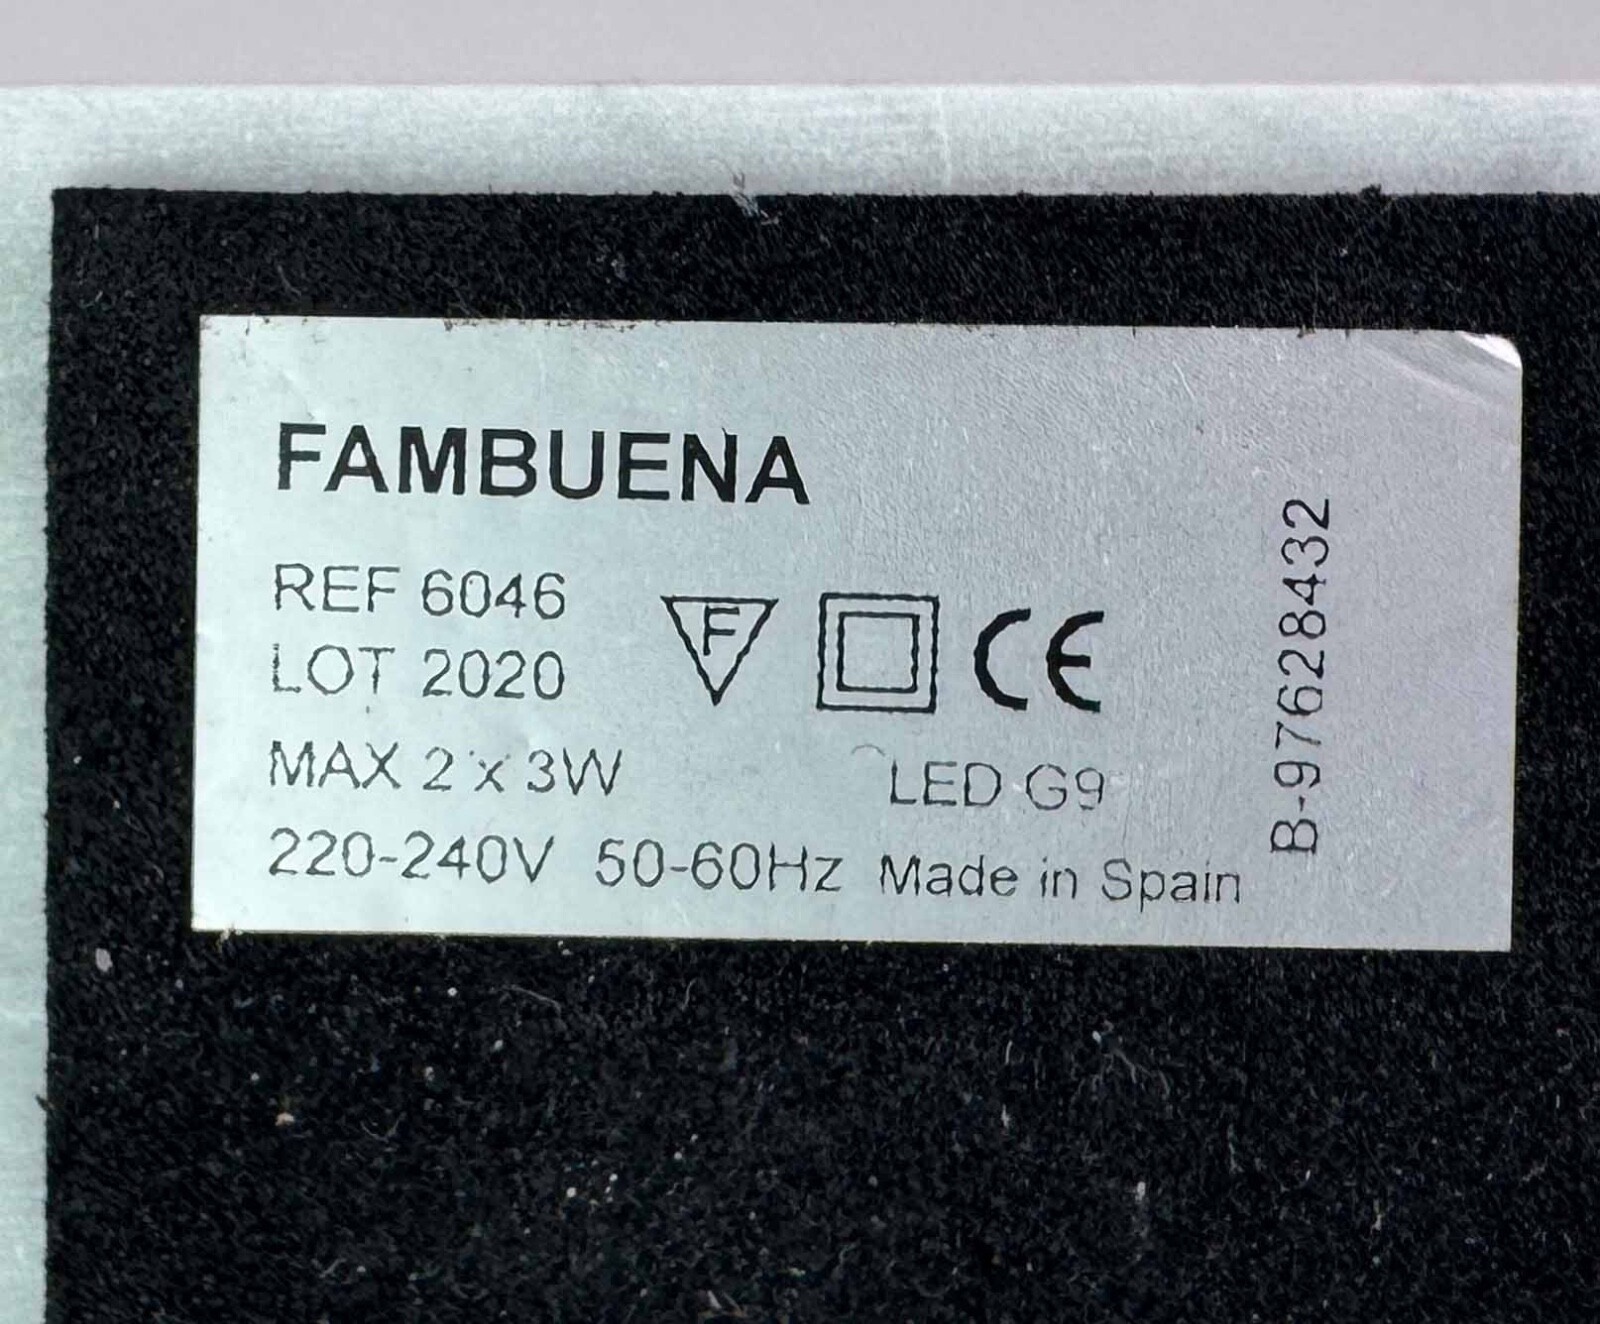 FAMBUENA
REF 6046
LOT 2020
F
CE
MAX 2 x 3W LED G9
220-240V 50-60Hz Made in Spain
B-97628432